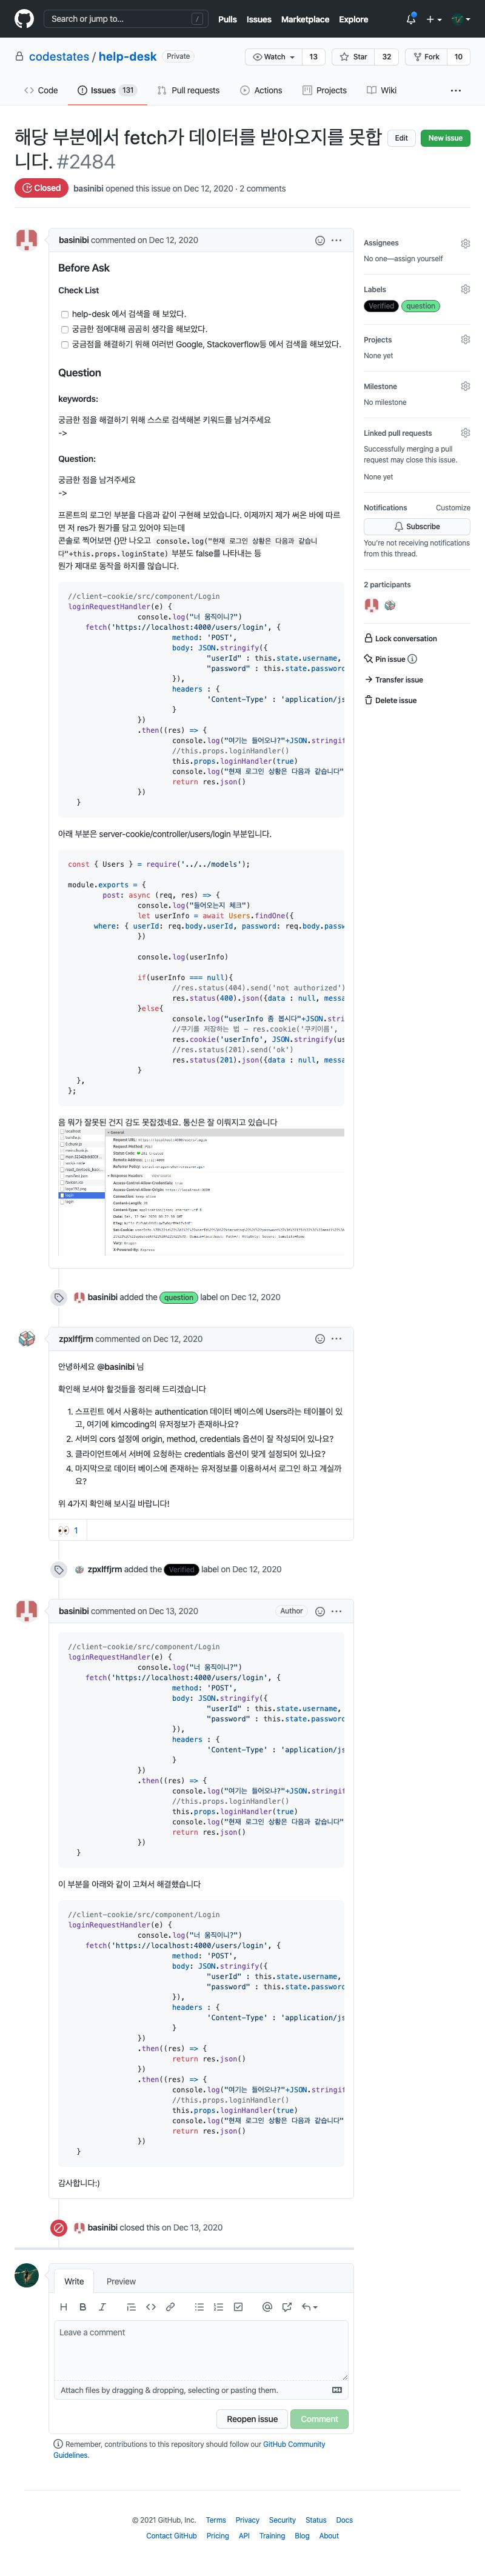 Search or jump to...
/
Pulls Issues Marketplace Explore
codestates / help-desk Private
Watch 13 Star 32 Fork 10
Code Issues 131 Pull requests Actions Projects Wiki
해당 부분에서 fetch가 데이터를 받아오지를 못합
니다. #2484
Edit New issue
Closed basinibi opened this issue on Dec 12, 2020 · 2 comments
basinibi commented on Dec 12, 2020
Before Ask
Check List
help-desk 에서 검색을 해 보았다.
궁금한 점에대해 곰곰히 생각을 해보았다.
궁금점을 해결하기 위해 여러번 Google, Stackoverflow등 에서 검색을 해보았다.
Question
keywords:
궁금한 점을 해결하기 위해 스스로 검색해본 키워드를 남겨주세요
->
Question:
궁금한 점을 남겨주세요
->
프론트의 로그인 부분을 다음과 같이 구현해 보았습니다. 이제까지 제가 써온 바에 따르
면 저 res가 뭔가를 담고 있어야 되는데
콘솔로 찍어보면 {}만 나오고 console.log("현재 로그인 상황은 다음과 같습니
다"+this.props.loginState) 부분도 false를 나타내는 등
뭔가 제대로 동작을 하지를 않습니다.
//client-cookie/src/component/Login
loginRequestHandler(e) {
console.log("너 움직이니?")
fetch('https://localhost:4000/users/login', {
method: 'POST',
body: JSON.stringify({
"userId" : this.state.username,
"password" : this.state.password
}),
headers : {
'Content-Type' : 'application/js
}
})
.then((res) => {
console.log("여기는 들어오냐?"+JSON.stringif
//this.props.loginHandler()
this.props.loginHandler(true)
console.log("현재 로그인 상황은 다음과 같습니다"
return res.json()
})
}
아래 부분은 server-cookie/controller/users/login 부분입니다.
const { Users } = require('../../models');
module.exports = {
post: async (req, res) => {
console.log("들어오는지 체크")
let userInfo = await Users.findOne({
where: { userId: req.body.userId, password: req.body.passw
})
console.log(userInfo)
if(userInfo === null){
//res.status(404).send('not authorized')
res.status(400).json({data : null, messa
}else{
console.log("userInfo 좀 봅시다"+JSON.stri
//쿠기를 저장하는 법 - res.cookie('쿠키이름',
res.cookie('userInfo', JSON.stringify(us
//res.status(201).send('ok')
res.status(201).json({data : null, messa
}
},
};
음 뭐가 잘못된 건지 감도 못잡겠네요. 통신은 잘 이뤄지고 있습니다
basinibi added the question label on Dec 12, 2020
zpxlffjrm commented on Dec 12, 2020
안녕하세요 @basinibi 님
확인해 보셔야 할것들을 정리해 드리겠습니다
1. 스프린트 에서 사용하는 authentication 데이터 베이스에 Users라는 테이블이 있
고, 여기에 kimcoding의 유저정보가 존재하나요?
2. 서버의 cors 설정에 origin, method, credentials 옵션이 잘 작성되어 있나요?
3. 클라이언트에서 서버에 요청하는 credentials 옵션이 맞게 설정되어 있나요?
4. 마지막으로 데이터 베이스에 존재하는 유저정보를 이용하셔서 로그인 하고 계실까
요?
위 4가지 확인해 보시길 바랍니다!
1
zpxlffjrm added the Verified label on Dec 12, 2020
basinibi commented on Dec 13, 2020 Author
//client-cookie/src/component/Login
loginRequestHandler(e) {
console.log("너 움직이니?")
fetch('https://localhost:4000/users/login', {
method: 'POST',
body: JSON.stringify({
"userId" : this.state.username,
"password" : this.state.password
}),
headers : {
'Content-Type' : 'application/js
}
})
.then((res) => {
console.log("여기는 들어오냐?"+JSON.stringif
//this.props.loginHandler()
this.props.loginHandler(true)
console.log("현재 로그인 상황은 다음과 같습니다"
return res.json()
})
}
이 부분을 아래와 같이 고쳐서 해결했습니다
//client-cookie/src/component/Login
loginRequestHandler(e) {
console.log("너 움직이니?")
fetch('https://localhost:4000/users/login', {
method: 'POST',
body: JSON.stringify({
"userId" : this.state.username,
"password" : this.state.password
}),
headers : {
'Content-Type' : 'application/js
}
})
.then((res) => {
return res.json()
})
.then((res) => {
console.log("여기는 들어오냐?"+JSON.stringif
//this.props.loginHandler()
this.props.loginHandler(true)
console.log("현재 로그인 상황은 다음과 같습니다"
return res.json()
})
}
감사합니다:)
basinibi closed this on Dec 13, 2020
Write Preview
Leave a comment
Attach files by dragging & dropping, selecting or pasting them.
Reopen issue Comment
Remember, contributions to this repository should follow our GitHub Community
Guidelines.
Assignees
No one—assign yourself
Labels
Verified question
Projects
None yet
Milestone
No milestone
Linked pull requests
Successfully merging a pull
request may close this issue.
None yet
Notifications Customize
Subscribe
You're not receiving notifications
from this thread.
2 participants
Lock conversation
Pin issue
Transfer issue
Delete issue
© 2021 GitHub, Inc. Terms Privacy Security Status Docs
Contact GitHub Pricing API Training Blog About